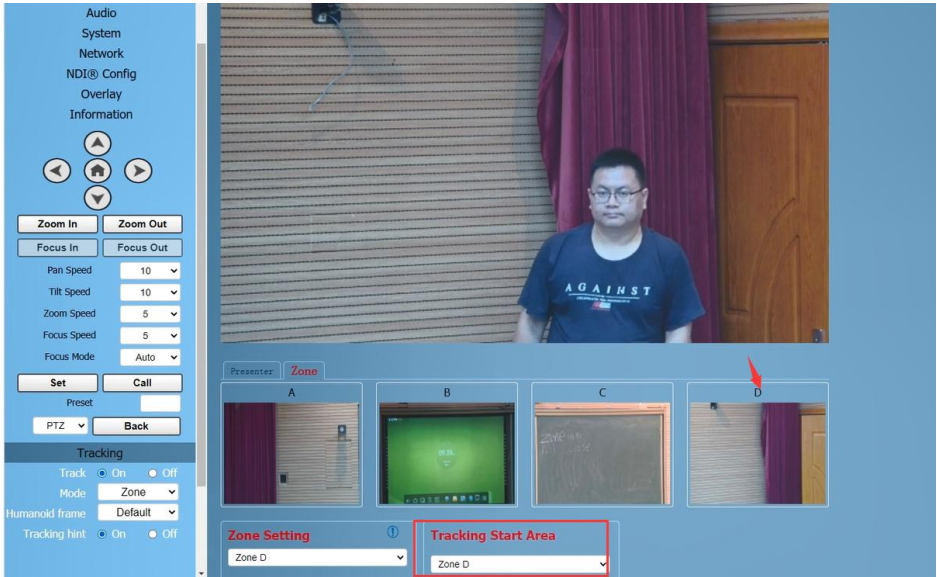 Audio
System
Network
NDI® Config
Overlay
Information
Zoom In Zoom Out
Focus In Focus Out
Pan Speed 10
Tilt Speed 10
Zoom Speed 5
Focus Speed 5
Focus Mode Auto
Set Call
Preset
PTZ Back
Tracking
Track On Off
Mode Zone
Humanoid frame Default
Tracking hint On Off
AGAINST
Presenter Zone
A B C D
Zone
Zone Setting
Zone D
Tracking Start Area
Zone D